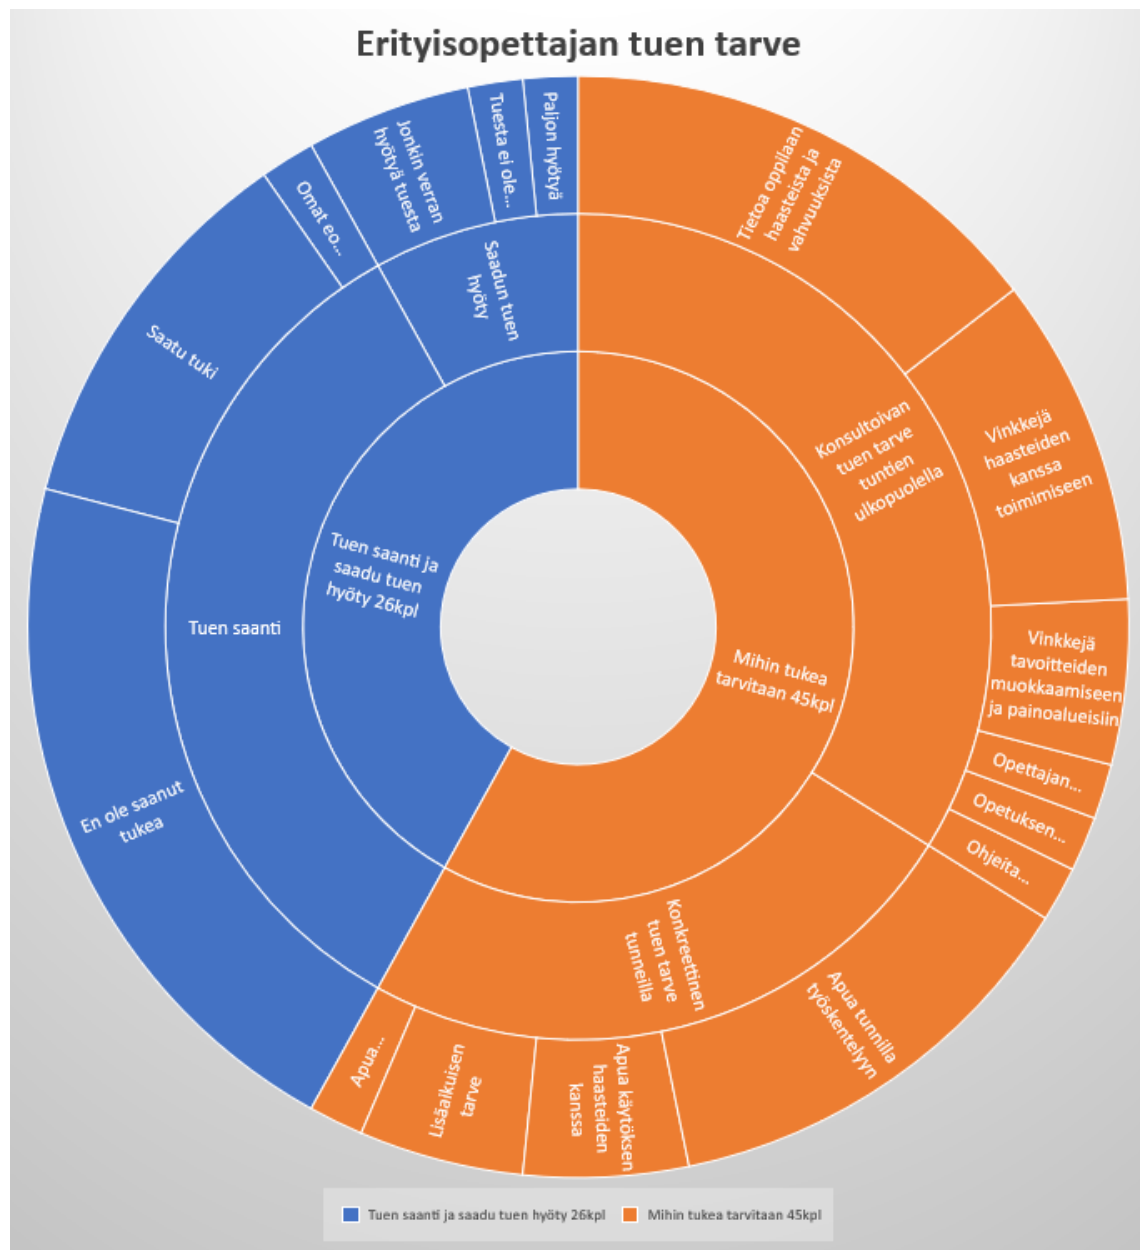 Erityisopettajan tuen tarve
Paljon hyötyä
Tuesta ei ole...
Jonkin verran
hyötyä tuesta
Omat eo...
Saatu tuki
En ole saanut
tukea
Saadun tuen
hyöty
Tuen saanti
Tuen saanti ja
saadu tuen
hyöty 26kpl
Tietoa oppilaan
haasteista ja
vahvuuksista
Vinkkejä
haasteiden
kanssa
toimimiseen
Vinkkejä
tavoitteiden
muokkaamiseen
ja painoalueisIin
Opettajan...
Opetuksen...
Ohjeita...
Konsultoivan
tuen tarve
tuntien
ulkopuolella
Mihin tukea
tarvitaan 45kpl
Konkreettinen
tuen tarve
tunneilla
Apua tunnilla
työskentelyyn
Apua käytöksen
haasteiden
kanssa
Lisäaikuisen
tarve
Apua...
Tuen saanti ja saadu tuen hyöty 26kpl
Mihin tukea tarvitaan 45kpl